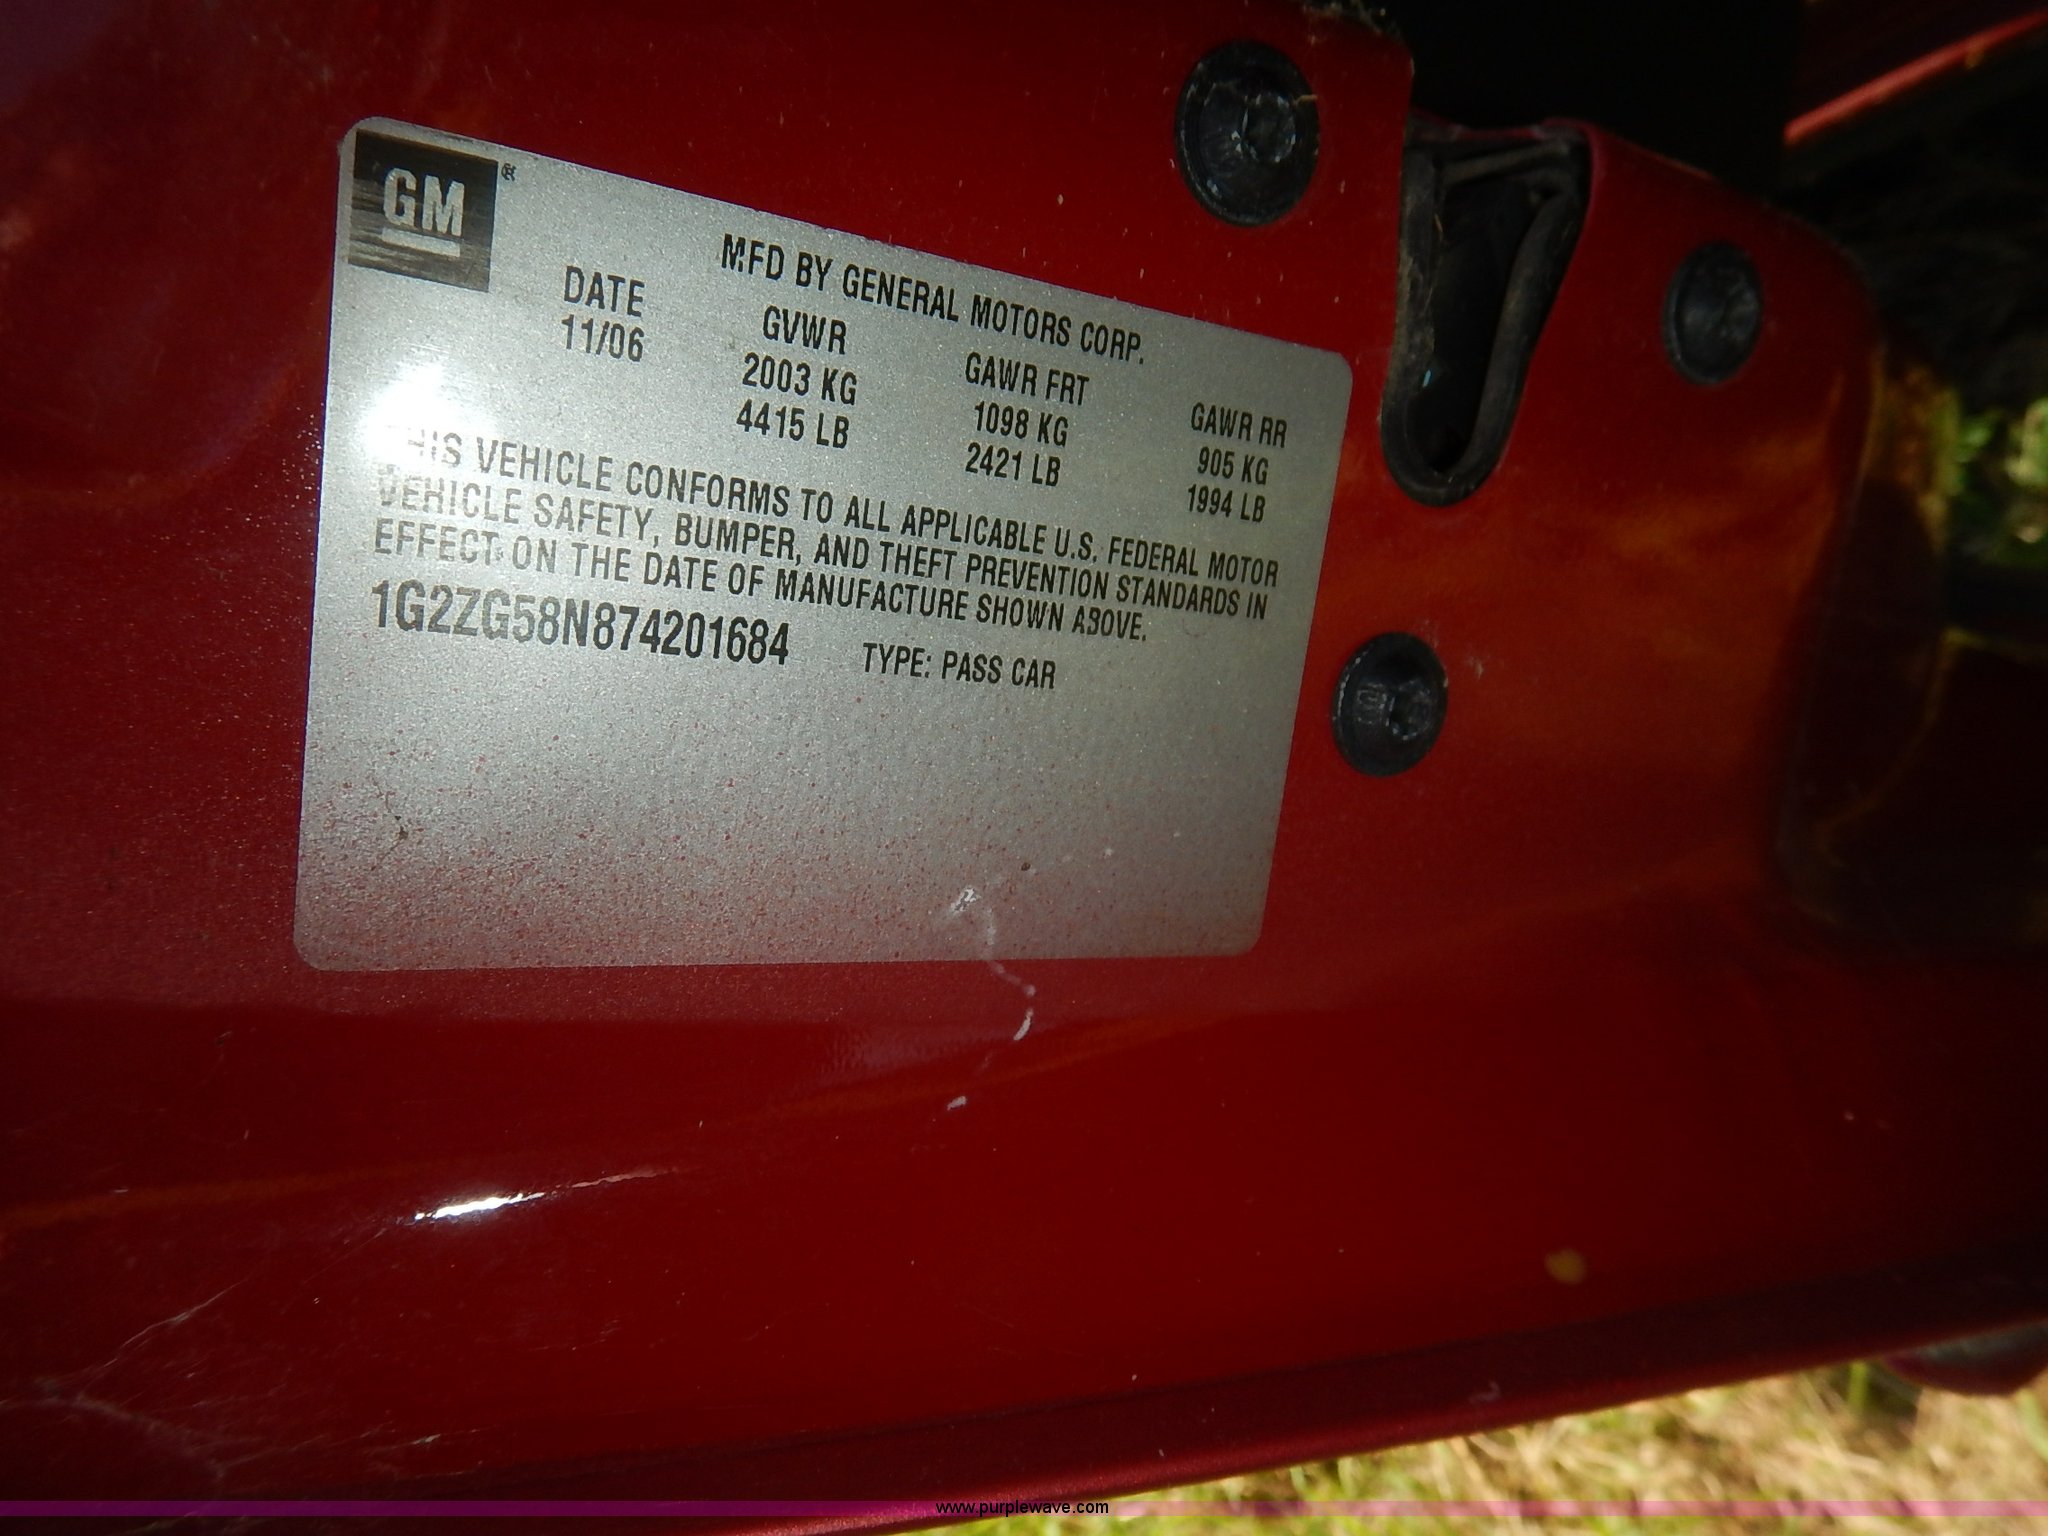 GM
MFD BY GENERAL MOTORS CORP.
DATE GVWR GAWR FRT GAWR RR
11/06 2003 KG 1098 KG 905 KG
4415 LB 2421 LB 1994 LB
THIS VEHICLE CONFORMS TO ALL APPLICABLE U.S. FEDERAL MOTOR
VEHICLE SAFETY, BUMPER, AND THEFT PREVENTION STANDARDS IN
EFFECT ON THE DATE OF MANUFACTURE SHOWN ABOVE.
1G2ZG58N874201684 TYPE: PASS CAR
www.purplewave.com